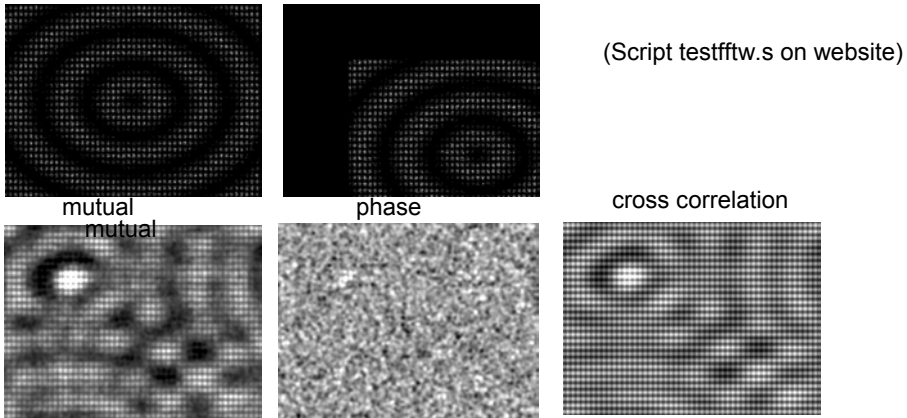 (Script testfftw.s on website)
mutual
phase
cross correlation
mutual